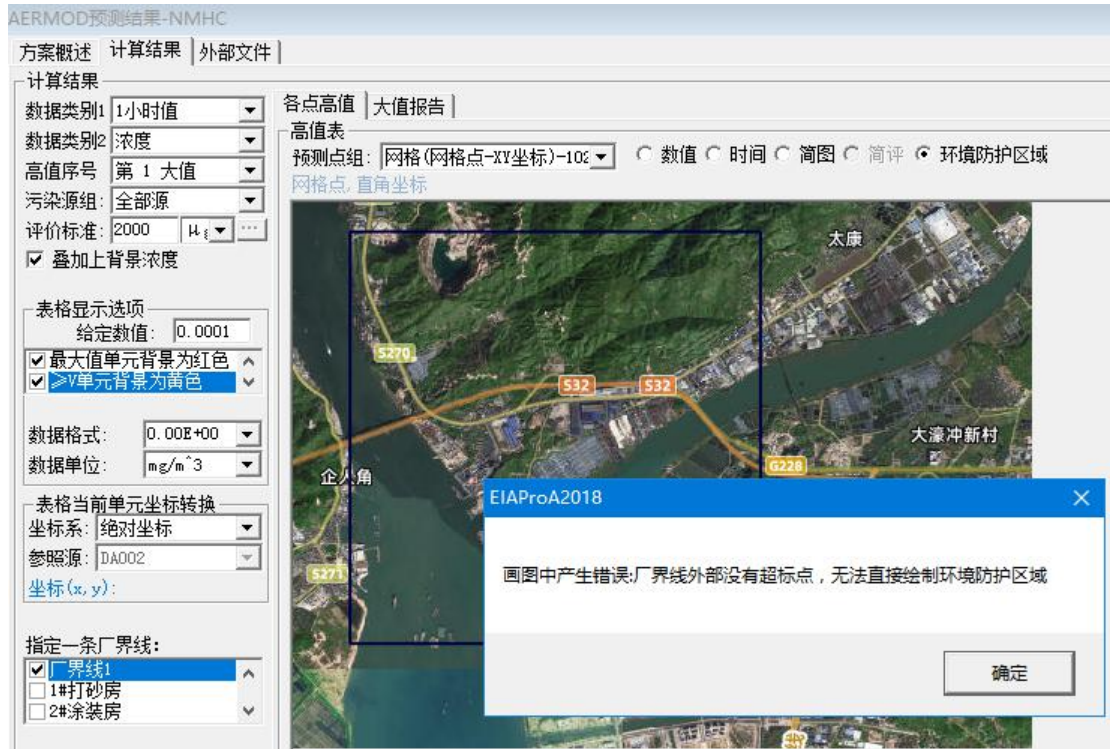 AERMOD预测结果-NMHC
方案概述 计算结果 外部文件
计算结果
数据类别1 1小时值
数据类别2 浓度
高值序号 第 1 大值
污染源组: 全部源
评价标准: 2000 μg
叠加上背景浓度
表格显示选项
给定数值: 0.0001
最大值单元背景为红色
≥V单元背景为黄色
数据格式: 0.00E+00
数据单位: mg/m^3
表格当前单元坐标转换
坐标系: 绝对坐标
参照源: DA002
坐标(x,y):
指定一条厂界线:
厂界线1
1#打砂房
2#涂装房
各点高值 大值报告
高值表
预测点组: 网格(网格点-XY坐标)-10 数值 时间 简图 简评 环境防护区域
网格点,直角坐标
太康
S270
S32 S32
大濠冲新村
G228
企人角
S271
线
EIAProA2018
画图中产生错误:厂界线外部没有超标点，无法直接绘制环境防护区域
确定